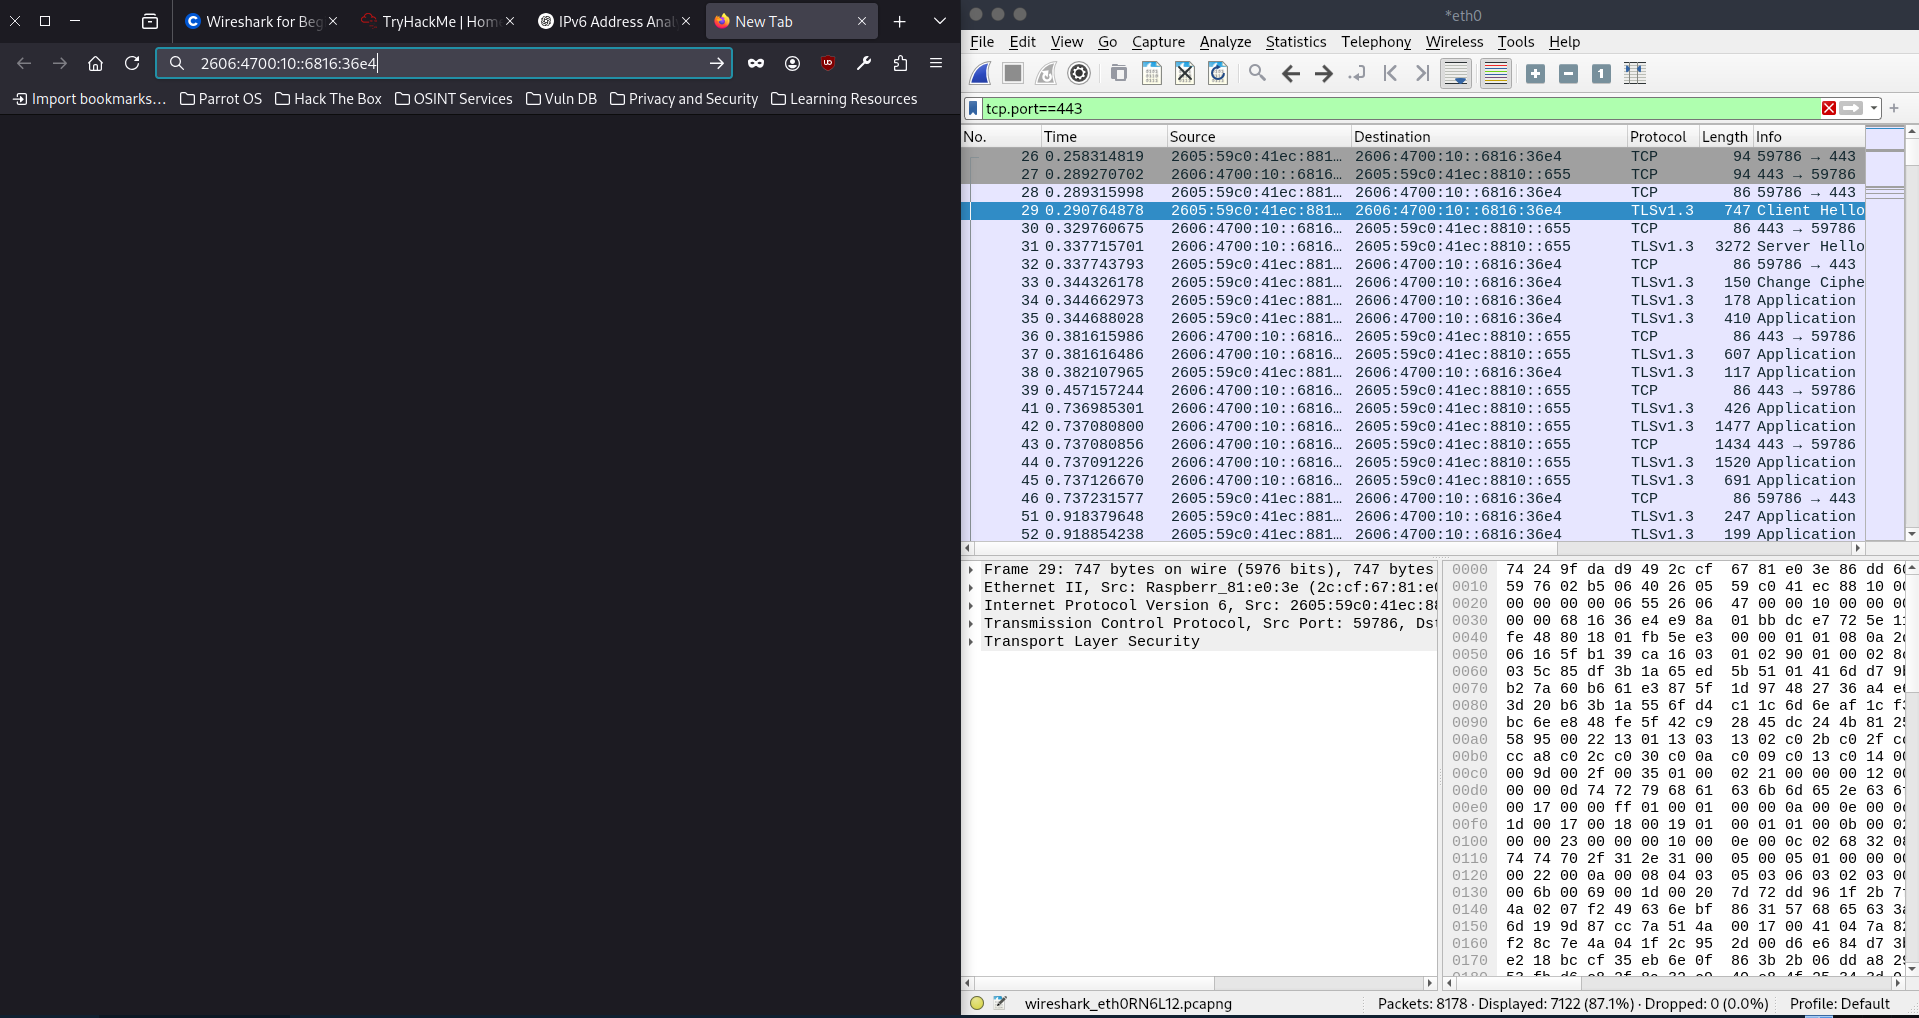 Wireshark for Beg
TryHackMe | Hom
IPv6 Address Anal
New Tab
2606:4700:10::6816:36e4
Import bookmarks…
Parrot OS
Hack The Box
OSINT Services
Vuln DB
Privacy and Security
Learning Resources
*eth0
File Edit View Go Capture Analyze Statistics Telephony Wireless Tools Help
tcp.port==443
No. Time Source Destination Protocol Length Info
26 0.258314819 2605:59c0:41ec:881… 2606:4700:10::6816:36e4 TCP 94 59786 → 443
27 0.289270702 2606:4700:10::6816… 2605:59c0:41ec:8810::655 TCP 94 443 → 59786
28 0.289315998 2605:59c0:41ec:881… 2606:4700:10::6816:36e4 TCP 86 59786 → 443
29 0.290764878 2605:59c0:41ec:881… 2606:4700:10::6816:36e4 TLSv1.3 747 Client Hello
30 0.329760675 2606:4700:10::6816… 2605:59c0:41ec:8810::655 TCP 86 443 → 59786
31 0.337715701 2606:4700:10::6816… 2605:59c0:41ec:8810::655 TLSv1.3 3272 Server Hello
32 0.337743793 2605:59c0:41ec:881… 2606:4700:10::6816:36e4 TCP 86 59786 → 443
33 0.344326178 2605:59c0:41ec:881… 2606:4700:10::6816:36e4 TLSv1.3 150 Change Ciphe
34 0.344662973 2605:59c0:41ec:881… 2606:4700:10::6816:36e4 TLSv1.3 178 Application
35 0.344688028 2605:59c0:41ec:881… 2606:4700:10::6816:36e4 TLSv1.3 410 Application
36 0.381615986 2606:4700:10::6816… 2605:59c0:41ec:8810::655 TCP 86 443 → 59786
37 0.381616486 2606:4700:10::6816… 2605:59c0:41ec:8810::655 TLSv1.3 607 Application
38 0.382107965 2605:59c0:41ec:881… 2606:4700:10::6816:36e4 TLSv1.3 117 Application
39 0.457157244 2606:4700:10::6816… 2605:59c0:41ec:8810::655 TCP 86 443 → 59786
41 0.736985301 2606:4700:10::6816… 2605:59c0:41ec:8810::655 TLSv1.3 426 Application
42 0.737080800 2606:4700:10::6816… 2605:59c0:41ec:8810::655 TLSv1.3 1477 Application
43 0.737080856 2606:4700:10::6816… 2605:59c0:41ec:8810::655 TCP 1434 443 → 59786
44 0.737091226 2606:4700:10::6816… 2605:59c0:41ec:8810::655 TLSv1.3 1520 Application
45 0.737126670 2606:4700:10::6816… 2605:59c0:41ec:8810::655 TLSv1.3 691 Application
46 0.737231577 2605:59c0:41ec:881… 2606:4700:10::6816:36e4 TCP 86 59786 → 443
51 0.918379648 2605:59c0:41ec:881… 2606:4700:10::6816:36e4 TLSv1.3 247 Application
52 0.918854238 2605:59c0:41ec:881… 2606:4700:10::6816:36e4 TLSv1.3 199 Application
Frame 29: 747 bytes on wire (5976 bits), 747 bytes
Ethernet II, Src: Raspberr_81:e0:3e (2c:cf:67:81:e0
Internet Protocol Version 6, Src: 2605:59c0:41ec:88
Transmission Control Protocol, Src Port: 59786, Dst
Transport Layer Security
0000 74 24 9f da d9 49 2c cf 67 81 e0 3e 86 dd 60
0010 59 76 02 b5 06 40 26 05 59 c0 41 ec 88 10 00
0020 00 00 00 00 06 55 26 06 47 00 00 10 00 00 00
0030 00 00 68 16 36 e4 e9 8a 01 bb dc e7 72 5e 11
0040 fe 48 80 18 01 fb 5e e3 00 00 01 01 08 0a 2c
0050 06 16 5f b1 39 ca 16 03 01 02 90 01 00 02 8c
0060 03 5c 85 df 3b 1a 65 ed 5b 51 01 41 6d d7 9b
0070 b2 7a 60 b6 61 e3 87 5f 1d 97 48 27 36 a4 e6
0080 3d 20 b6 3b 1a 55 6f d4 c1 1c 6d 6e af 1c f3
0090 bc 6e e8 48 fe 5f 42 c9 28 45 dc 24 4b 81 25
00a0 58 95 00 22 13 01 13 03 13 02 c0 2b c0 2f cc
00b0 cc a8 c0 2c c0 30 c0 0a c0 09 c0 13 c0 14 00
00c0 00 9d 00 2f 00 35 01 00 02 21 00 00 00 12 00
00d0 00 00 0d 74 72 79 68 61 63 6b 6d 65 2e 63 6f
00e0 00 17 00 00 ff 01 00 01 00 00 0a 00 0e 00 0c
00f0 1d 00 17 00 18 00 19 01 00 01 01 00 0b 00 02
0100 00 00 23 00 00 00 10 00 0e 00 0c 02 68 32 08
0110 74 74 70 2f 31 2e 31 00 05 00 05 01 00 00 00
0120 00 22 00 0a 00 08 04 03 05 03 06 03 02 03 00
0130 00 6b 00 69 00 1d 00 20 7d 72 dd 96 1f 2b 7f
0140 4a 02 07 f2 49 63 6e bf 86 31 57 68 65 63 3a
0150 6d 19 9d 87 cc 7a 51 4a 00 17 00 41 04 7a 82
0160 f2 8c 7e 4a 04 1f 2c 95 2d 00 d6 e6 84 d7 3b
0170 e2 18 bc cf 35 eb 6e 0f 86 3b 2b 06 dd a8 29
wireshark_eth0RN6L12.pcapng
Packets: 8178 · Displayed: 7122 (87.1%) · Dropped: 0 (0.0%)
Profile: Default